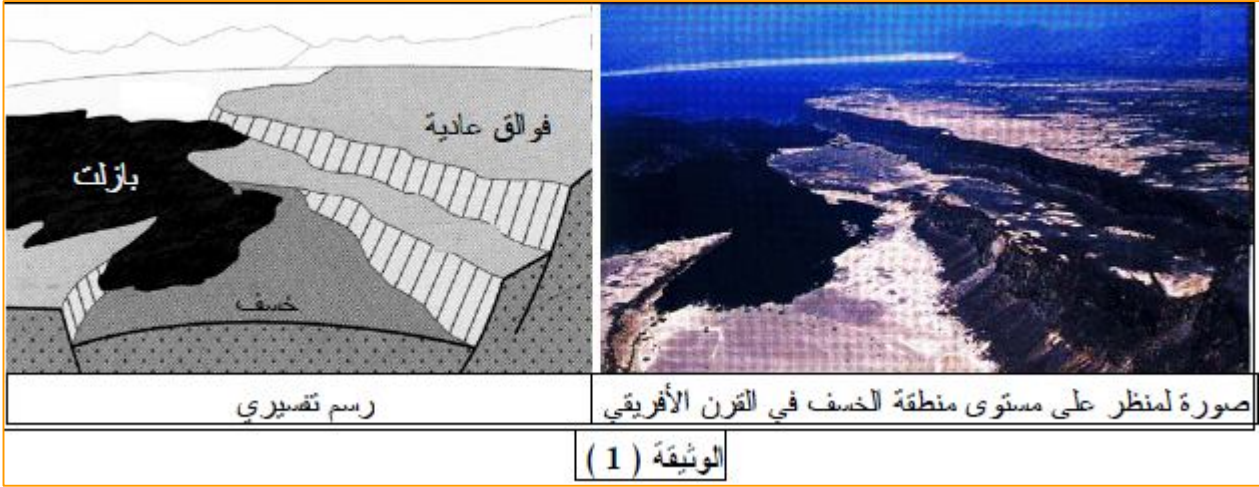 فوالق عادية
بازلت
خسف
صورة لمنظر على مستوى منطقة الخسف في القرن الأفريقي
رسم تفسيري
الوثيقة ( 1 )